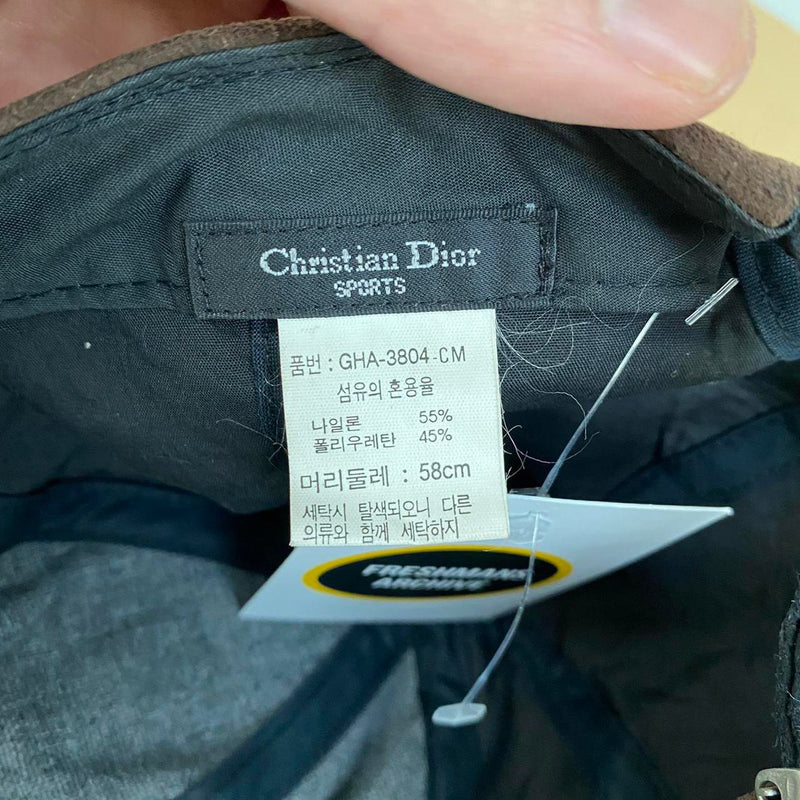 Christian Dior
SPORTS
품번 : GHA-3804-CM
섬유의 혼용율
나일론 55%
폴리우레탄 45%
머리둘레 : 58cm
세탁시 탈색되오니 다른
의류와 함께 세탁하지
FRESHMANS
ARCHIVE